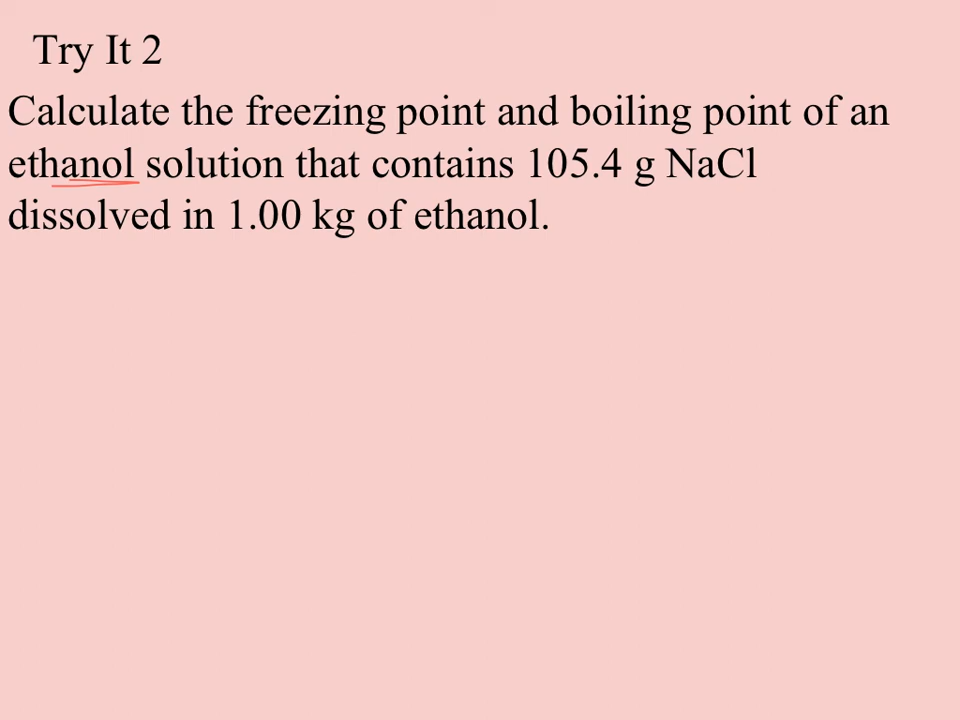 Try It 2
Calculate the freezing point and boiling point of an
ethanol solution that contains 105.4 g NaCl
dissolved in 1.00 kg of ethanol.